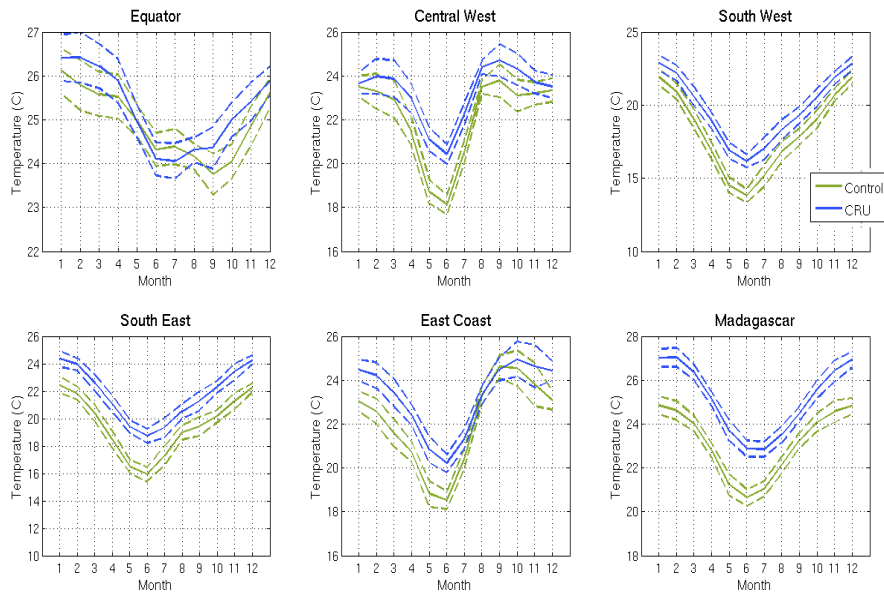 Equator
27
26
25
24
23
22
Temperature (C)
1 2 3 4 5 6 7 8 9 10 11 12
Month
Central West
26
24
22
20
18
16
Temperature (C)
1 2 3 4 5 6 7 8 9 10 11 12
Month
South West
25
20
15
10
Temperature (C)
1 2 3 4 5 6 7 8 9 10 11 12
Month
Control
CRU
South East
26
24
22
20
18
16
14
12
10
Temperature (C)
1 2 3 4 5 6 7 8 9 10 11 12
Month
East Coast
26
24
22
20
18
16
Temperature (C)
1 2 3 4 5 6 7 8 9 10 11 12
Month
Madagascar
28
26
24
22
20
18
Temperature (C)
1 2 3 4 5 6 7 8 9 10 11 12
Month